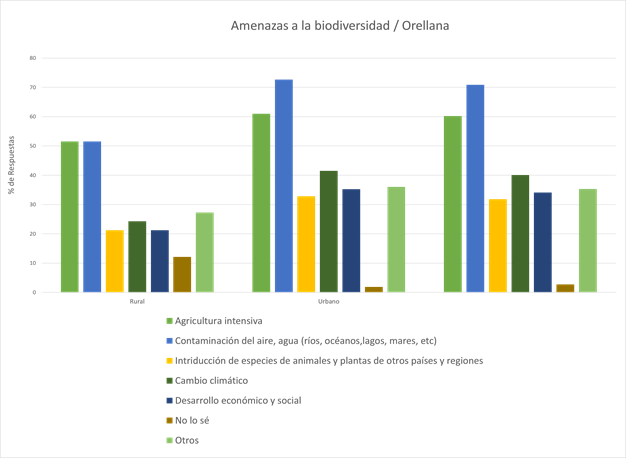 Amenazas a la biodiversidad / Orellana
% de Respuestas
80
70
60
50
40
30
20
10
0
Rural
Urbano
Agricultura intensiva
Contaminación del aire, agua (ríos, océanos,lagos, mares, etc)
Intriducción de especies de animales y plantas de otros países y regiones
Cambio climático
Desarrollo económico y social
No lo sé
Otros